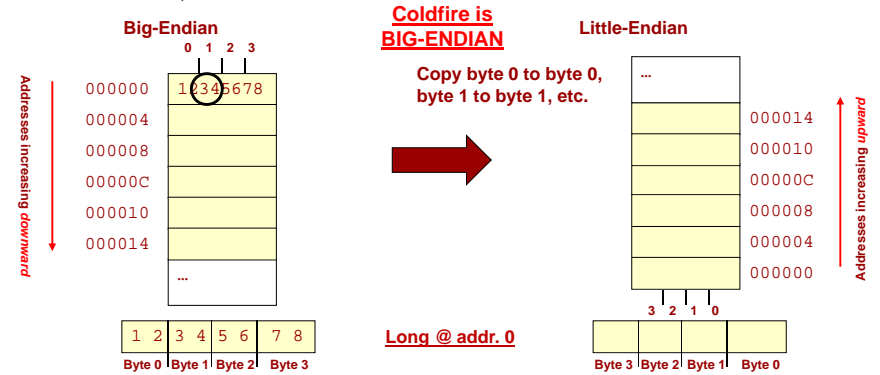 Coldfire is
BIG-ENDIAN
Big-Endian
0 1 2 3
Addresses increasing downward
000000
12345678
000004
000008
00000C
000010
000014
...
Copy byte 0 to byte 0,
byte 1 to byte 1, etc.
Little-Endian
...
000014
000010
00000C
000008
000004
000000
3 2 1 0
Addresses increasing upward
1 2 3 4 5 6 7 8
Byte 0 Byte 1 Byte 2 Byte 3
Long @ addr. 0
Byte 3 Byte 2 Byte 1 Byte 0